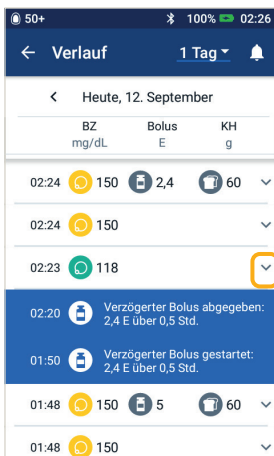 50+ 100% 02:26
← Verlauf 1 Tag
< Heute, 12. September
BZ Bolus KH
mg/dL E g
02:24 150 2,4 60
02:24 150
02:23 118
02:20 Verzögerter Bolus abgegeben:
2,4 E über 0,5 Std.
01:50 Verzögerter Bolus gestartet:
2,4 E über 0,5 Std.
01:48 150 5 60
01:48 150